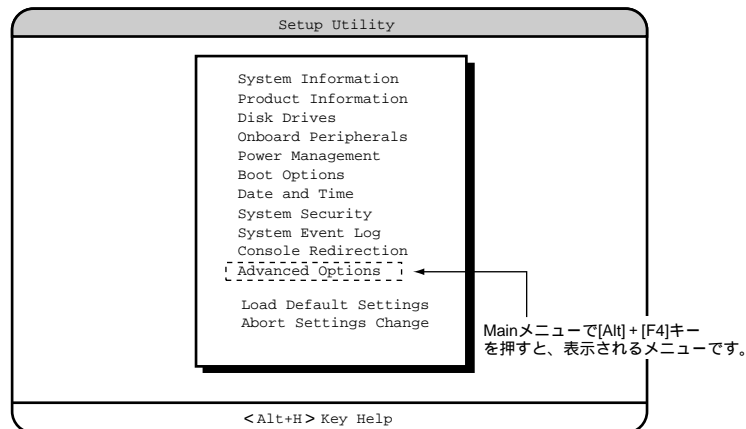 Setup Utility
System Information
Product Information
Disk Drives
Onboard Peripherals
Power Management
Boot Options
Date and Time
System Security
System Event Log
Console Redirection
Advanced Options
Load Default Settings
Abort Settings Change
Mainメニューで[Alt] + [F4]キー
を押すと、表示されるメニューです。
<Alt+H> Key Help